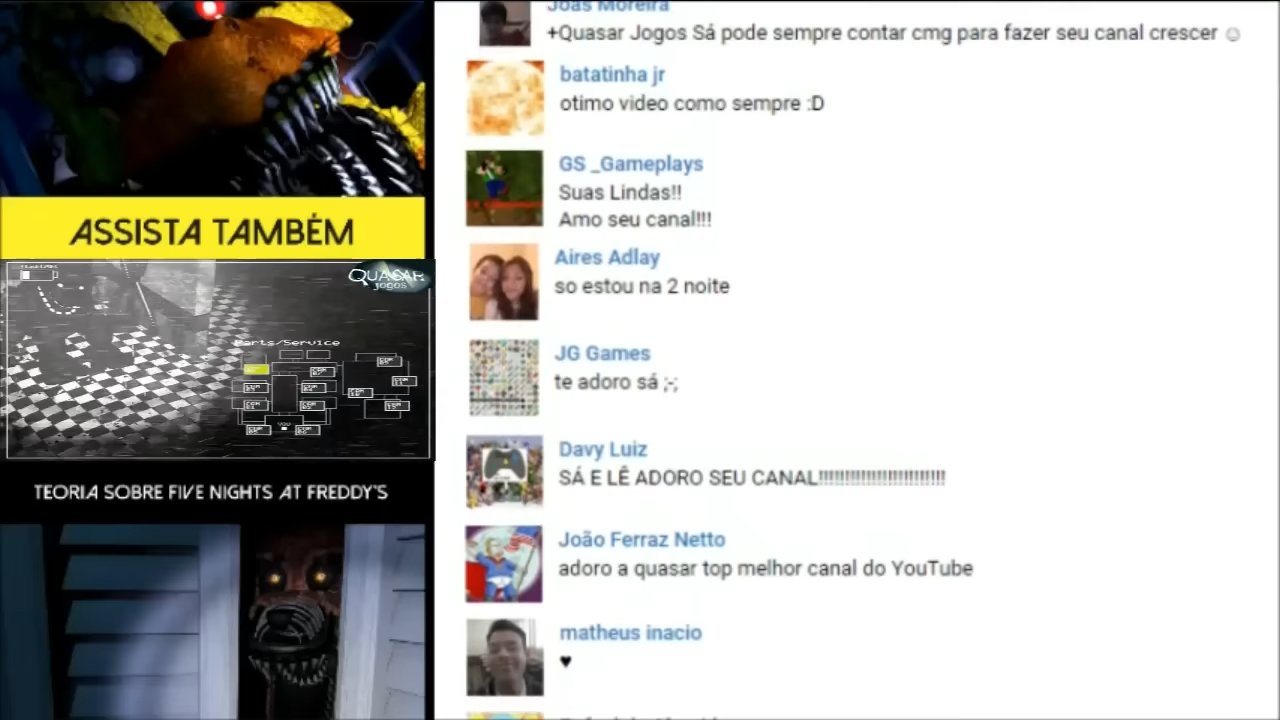 ASSISTA TAMBÉM
QUASAR
JOGOS
Parts/Service
YOU
TEORIA SOBRE FIVE NIGHTS AT FREDDY'S
Joas Moreira
+Quasar Jogos Sá pode sempre contar cmg para fazer seu canal crescer ☺
batatinha jr
otimo video como sempre :D
GS _Gameplays
Suas Lindas!!
Amo seu canal!!!
Aires Adlay
so estou na 2 noite
JG Games
te adoro sá ;-;
Davy Luiz
SÁ E LÊ ADORO SEU CANAL!!!!!!!!!!!!!!!!!!!!!!!!!
João Ferraz Netto
adoro a quasar top melhor canal do YouTube
matheus inacio
♥